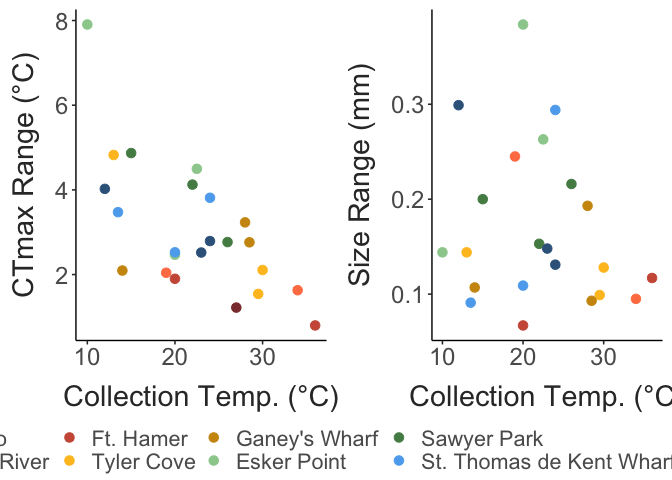 8
6
4
2
CTmax Range (°C)
10 20 30
Collection Temp. (°C)
0.3
0.2
0.1
Size Range (mm)
10 20 30
Collection Temp. (°C
Ft. Hamer Ganey's Wharf Sawyer Park
River Tyler Cove Esker Point St. Thomas de Kent Wharf